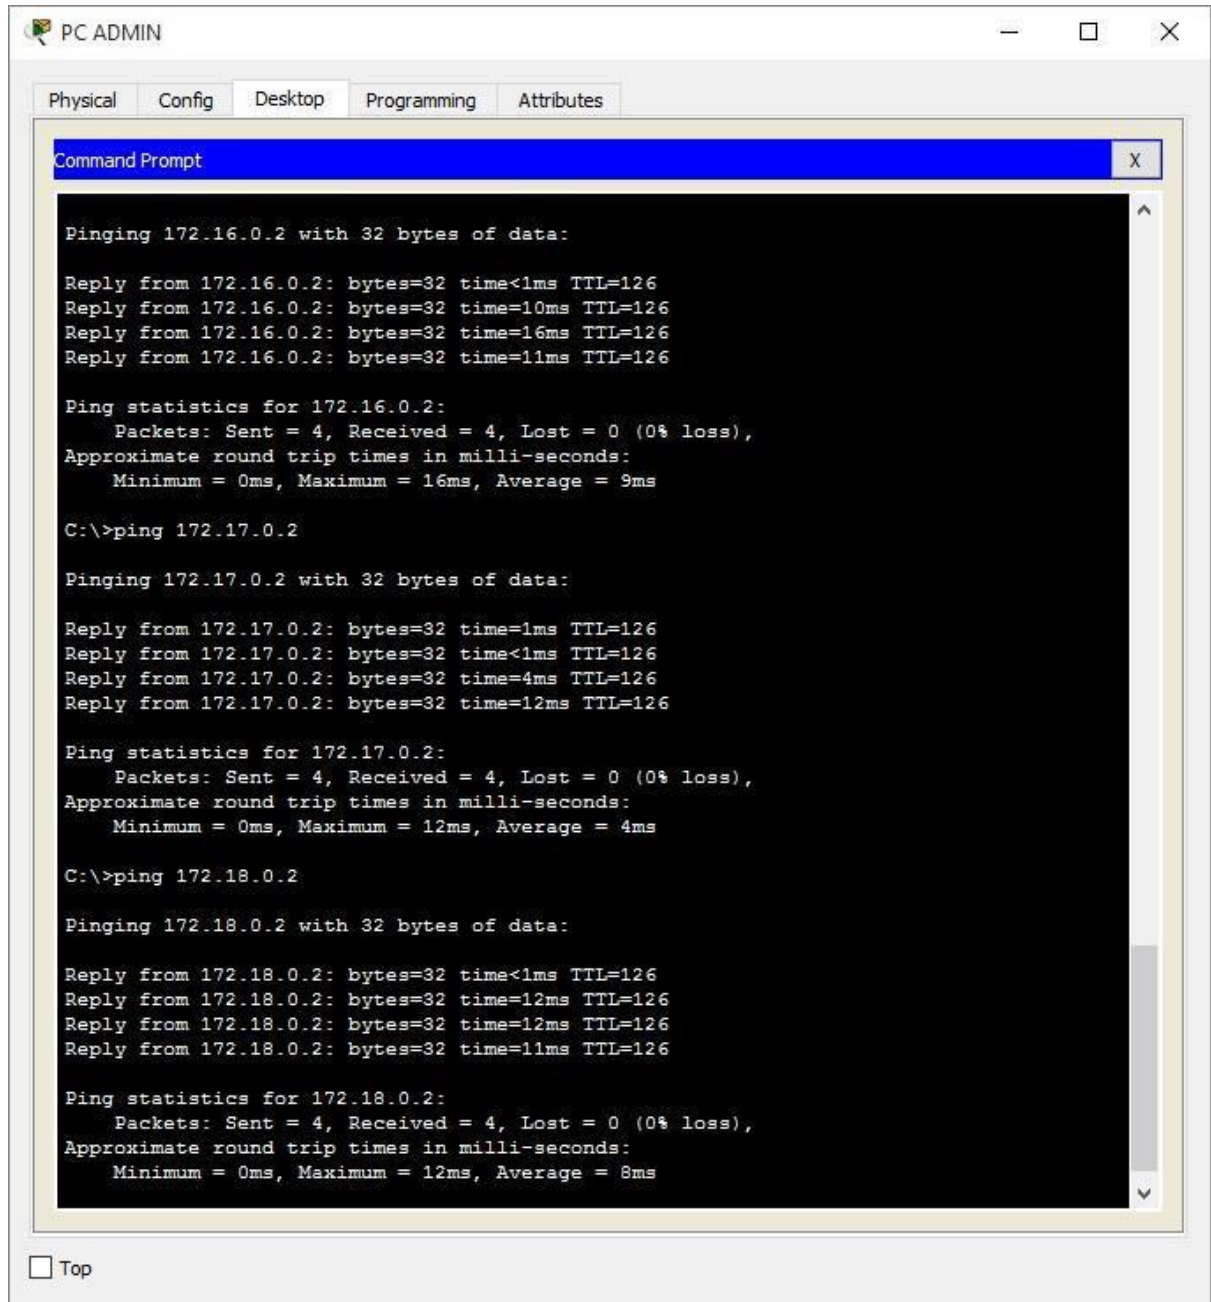 PC ADMIN
Physical Config Desktop Programming Attributes
Command Prompt X
Pinging 172.16.0.2 with 32 bytes of data:
Reply from 172.16.0.2: bytes=32 time<1ms TTL=126
Reply from 172.16.0.2: bytes=32 time=10ms TTL=126
Reply from 172.16.0.2: bytes=32 time=16ms TTL=126
Reply from 172.16.0.2: bytes=32 time=11ms TTL=126
Ping statistics for 172.16.0.2:
Packets: Sent = 4, Received = 4, Lost = 0 (0% loss),
Approximate round trip times in milli-seconds:
Minimum = 0ms, Maximum = 16ms, Average = 9ms
C:\>ping 172.17.0.2
Pinging 172.17.0.2 with 32 bytes of data:
Reply from 172.17.0.2: bytes=32 time=1ms TTL=126
Reply from 172.17.0.2: bytes=32 time<1ms TTL=126
Reply from 172.17.0.2: bytes=32 time=4ms TTL=126
Reply from 172.17.0.2: bytes=32 time=12ms TTL=126
Ping statistics for 172.17.0.2:
Packets: Sent = 4, Received = 4, Lost = 0 (0% loss),
Approximate round trip times in milli-seconds:
Minimum = 0ms, Maximum = 12ms, Average = 4ms
C:\>ping 172.18.0.2
Pinging 172.18.0.2 with 32 bytes of data:
Reply from 172.18.0.2: bytes=32 time<1ms TTL=126
Reply from 172.18.0.2: bytes=32 time=12ms TTL=126
Reply from 172.18.0.2: bytes=32 time=12ms TTL=126
Reply from 172.18.0.2: bytes=32 time=11ms TTL=126
Ping statistics for 172.18.0.2:
Packets: Sent = 4, Received = 4, Lost = 0 (0% loss),
Approximate round trip times in milli-seconds:
Minimum = 0ms, Maximum = 12ms, Average = 8ms
Top